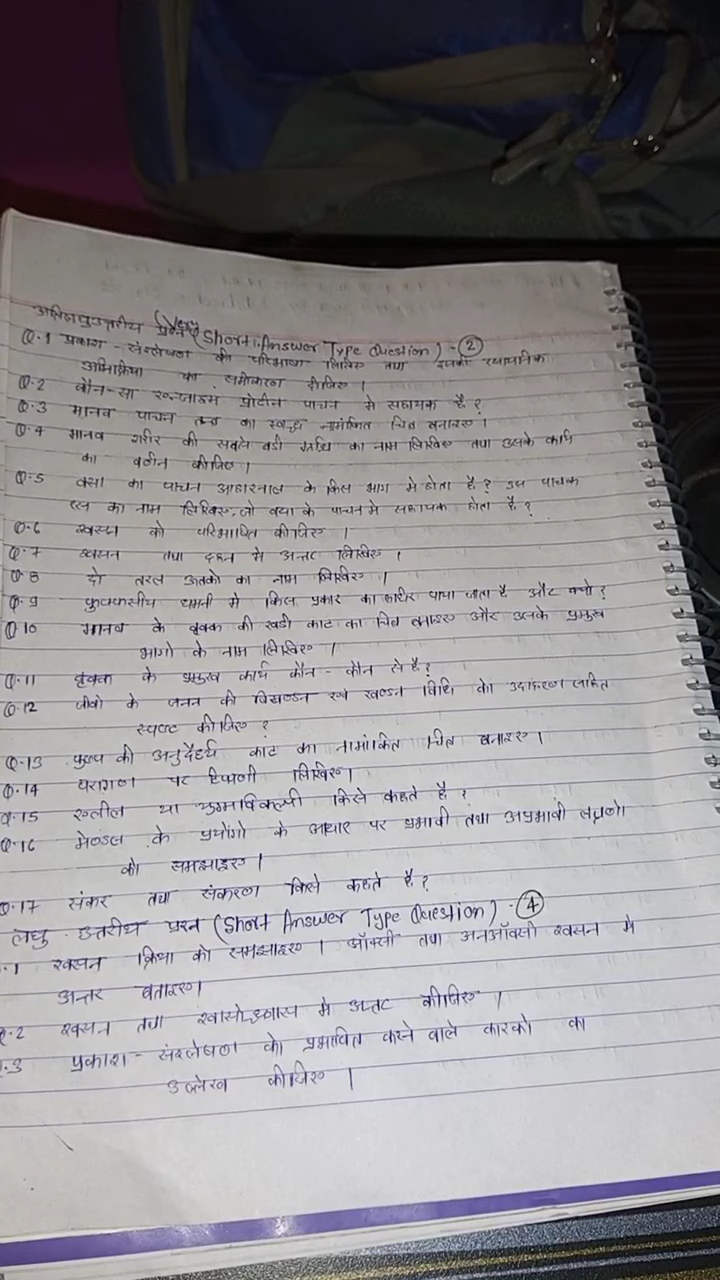 अतिलघुउत्तरीय प्रश्न (Very Short Answer Type Question) - ②
Q.1 प्रकाश - संश्लेषण की परिभाषा लिखिए तथा इसकी रासायनिक
अभिक्रिया का समीकरण दीजिए।
Q.2 कौन-सा एन्जाइम प्रोटीन पाचन मे सहायक है?
Q.3 मानव पाचन तन्त्र का स्वच्छ नामांकित चित्र बनाइए।
Q.4 मानव शरीर की सबसे बडी ग्रंथि का नाम लिखिए तथा उसके कार्य
का वर्णन कीजिए।
Q.5 वसा का पाचन आहारनाल के किस भाग मे होता है? उस पाचक
रस का नाम लिखिए, जो वसा के पाचन मे सहायक होता है?
Q.6 श्वसन को परिभाषित कीजिए।
Q.7 श्वसन तथा दहन मे अन्तर लिखिए।
Q.8 दो तरल ऊतको का नाम लिखिए।
Q.9 फुफ्फुसीय धमनी मे किस प्रकार का रूधिर पाया जाता है और क्यो?
Q.10 मानव के वृक्क की खडी काट का चित्र बनाइए और उसके प्रमुख
भागो के नाम लिखिए।
Q.11 वृक्क के प्रमुख कार्य कौन - कौन से है?
Q.12 जीवो के जनन की विखण्डन एवं खण्डन विधि को उदाहरण सहित
स्पष्ट कीजिए?
Q.13 पुष्प की अनुदैर्ध्य काट का नामांकित चित्र बनाइए।
Q.14 परागण पर टिप्पणी लिखिए।
Q.15 एलील या युग्मविकल्पी किसे कहते है?
Q.16 मेण्डल के प्रयोगो के आधार पर प्रभावी तथा अप्रभावी लक्षणो
को समझाइए।
Q.17 संकर तथा संकरण किसे कहते है?
लघु उत्तरीय प्रश्न (Short Answer Type Question) - ④
Q.1 श्वसन क्रिया को समझाइए। ऑक्सी तथा अनऑक्सी श्वसन मे
अन्तर बताइए।
Q.2 श्वसन तथा श्वासोच्छवास मे अन्तर कीजिए।
Q.3 प्रकाश - संश्लेषण को प्रभावित करने वाले कारको का
उल्लेख कीजिए।